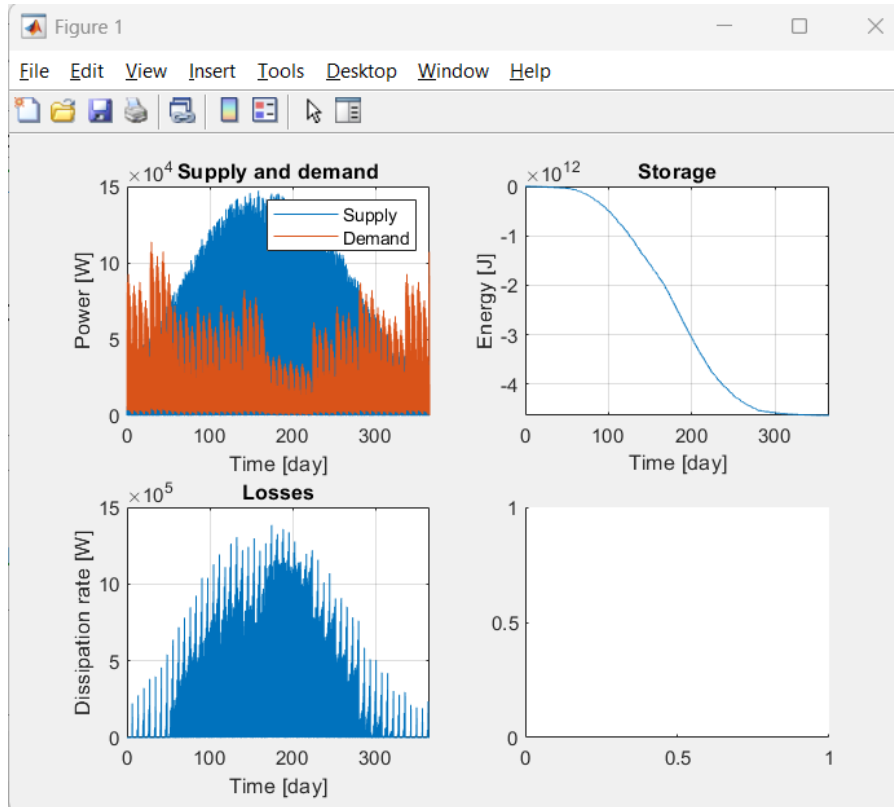 Figure 1
File Edit View Insert Tools Desktop Window Help
×10^4 Supply and demand
15
10
5
0
Power [W]
Supply
Demand
0 100 200 300
Time [day]
×10^12 Storage
0
-1
-2
-3
-4
Energy [J]
0 100 200 300
Time [day]
×10^5 Losses
15
10
5
0
Dissipation rate [W]
0 100 200 300
Time [day]
1
0.5
0
0 0.5 1